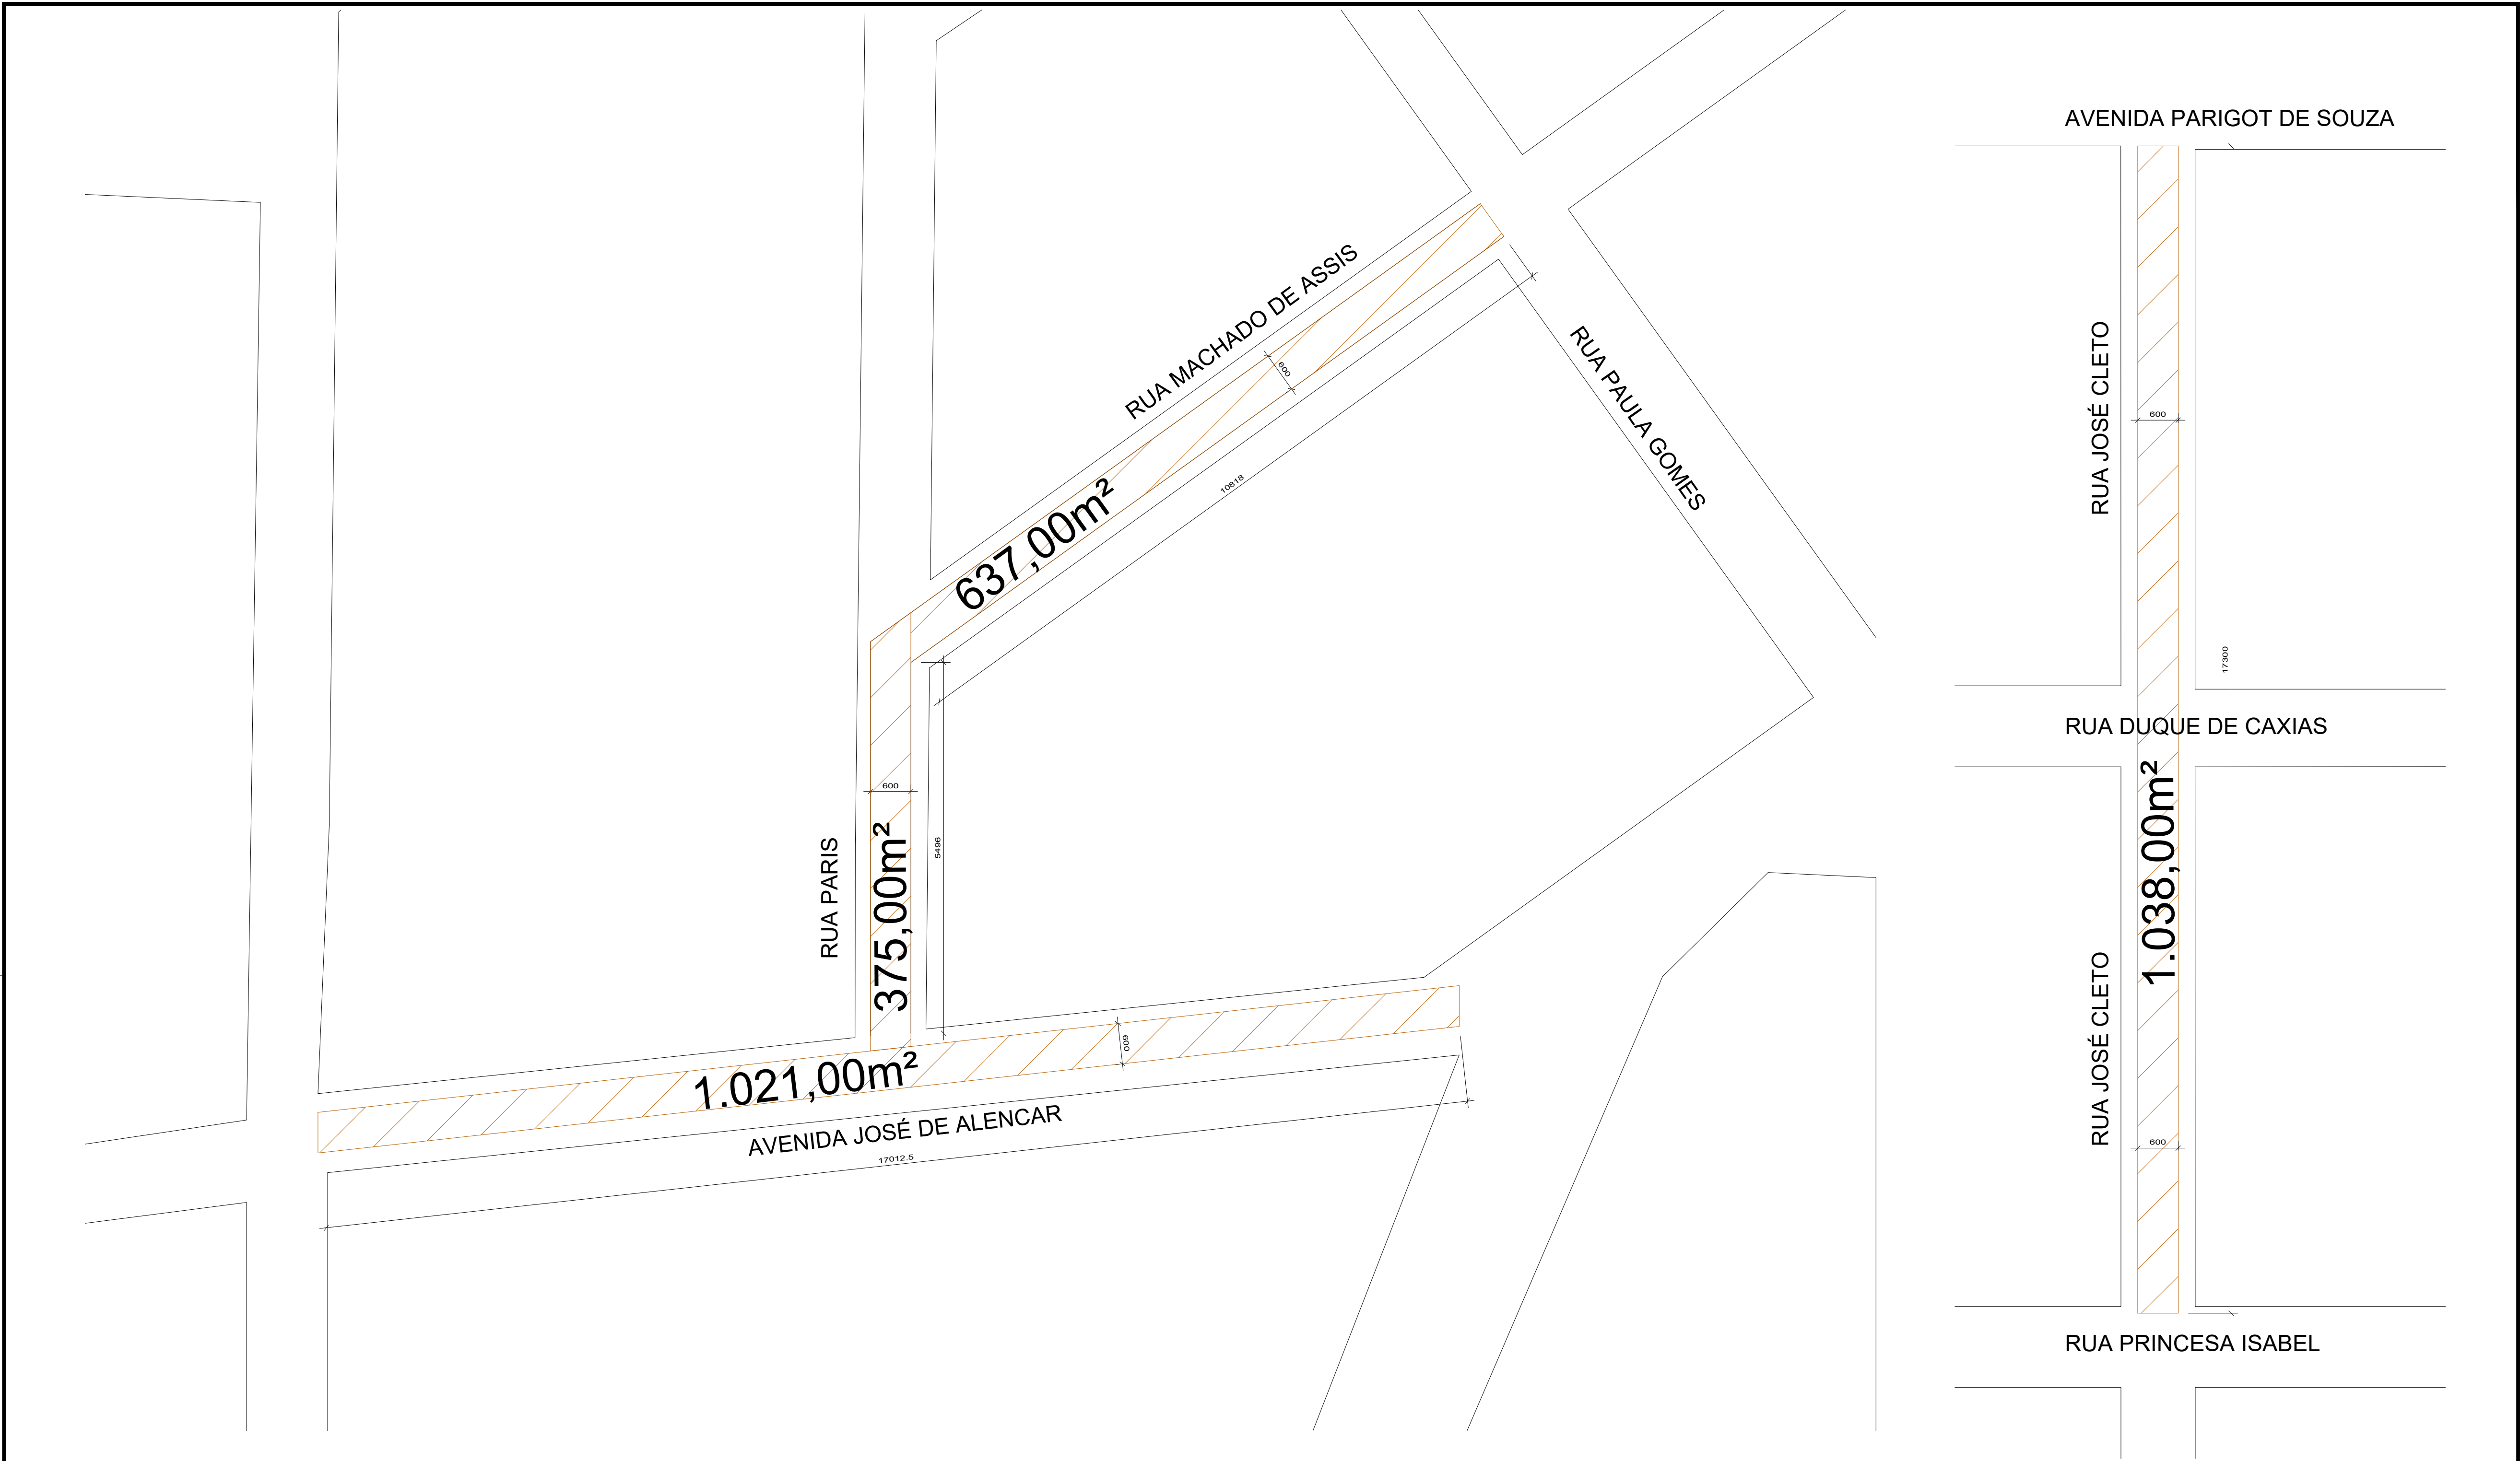 AVENIDA PARIGOT DE SOUZA
RUA MACHADO DE ASSIS
600
10818
637,00m²
RUA PAULA GOMES
RUA JOSÉ CLETO
600
17300
RUA DUQUE DE CAXIAS
1.038,00m²
RUA PARIS
600
375,00m²
5496
600
1.021,00m²
AVENIDA JOSÉ DE ALENCAR
17012.5
RUA JOSÉ CLETO
600
RUA PRINCESA ISABEL